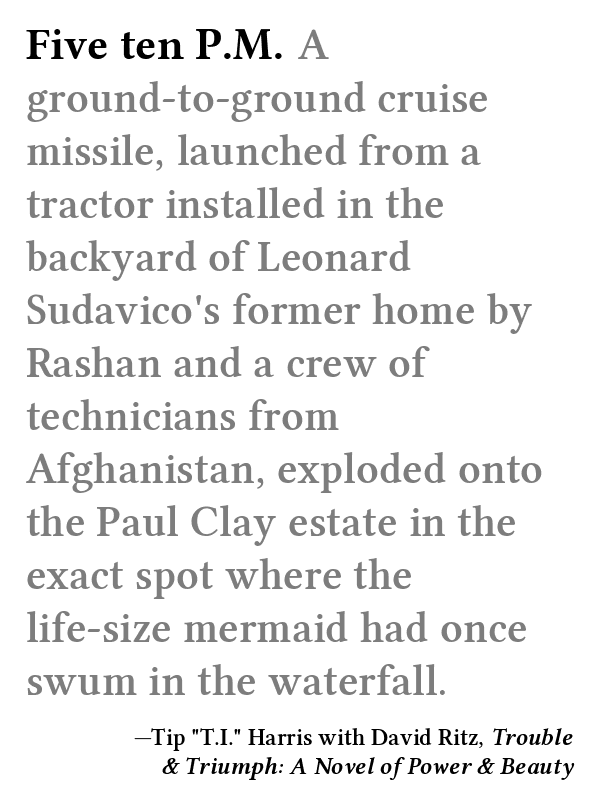 Five ten P.M. A
ground-to-ground cruise
missile, launched from a
tractor installed in the
backyard of Leonard
Sudavico's former home by
Rashan and a crew of
technicians from
Afghanistan, exploded onto
the Paul Clay estate in the
exact spot where the
life-size mermaid had once
swum in the waterfall.
—Tip "T.I." Harris with David Ritz, Trouble
& Triumph: A Novel of Power & Beauty